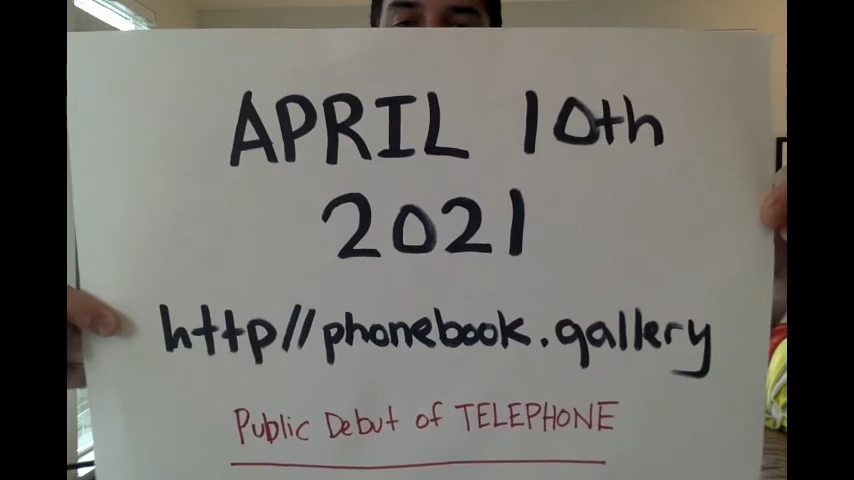 APRIL 10th
2021
http//phonebook.gallery
Public Debut of TELEPHONE